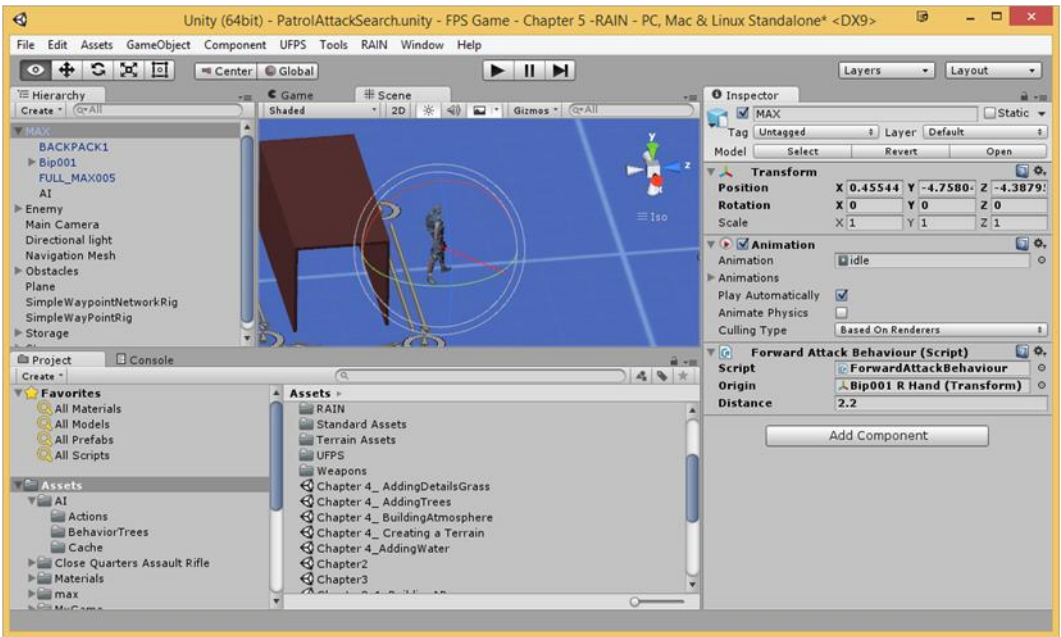 Unity (64bit) - PatrolAttackSearch.unity - FPS Game - Chapter 5 -RAIN - PC, Mac & Linux Standalone* <DX9>
File Edit Assets GameObject Component UFPS Tools RAIN Window Help
Center Global Layers Layout
Hierarchy
Create All
MAX
BACKPACK1
Bip001
FULL_MAX005
AI
Enemy
Main Camera
Directional light
Navigation Mesh
Obstacles
Plane
SimpleWaypointNetworkRig
SimpleWayPointRig
Storage
Game Scene
Shaded 2D Gizmos All
y
z
Iso
Inspector
MAX Static
Tag Untagged Layer Default
Model Select Revert Open
Transform
Position X 0.45544 Y -4.7580 Z -4.3879
Rotation X 0 Y 0 Z 0
Scale X 1 Y 1 Z 1
Animation
Animation idle
Animations
Play Automatically
Animate Physics
Culling Type Based On Renderers
Forward Attack Behaviour (Script)
Script ForwardAttackBehaviour
Origin Bip001 R Hand (Transform)
Distance 2.2
Add Component
Project Console
Create
Favorites
All Materials
All Models
All Prefabs
All Scripts
Assets
AI
Actions
BehaviorTrees
Cache
Close Quarters Assault Rifle
Materials
max
MyGame
Assets
RAIN
Standard Assets
Terrain Assets
UFPS
Weapons
Chapter 4_ AddingDetailsGrass
Chapter 4_ AddingTrees
Chapter 4_ BuildingAtmosphere
Chapter 4_ Creating a Terrain
Chapter 4_AddingWater
Chapter2
Chapter3